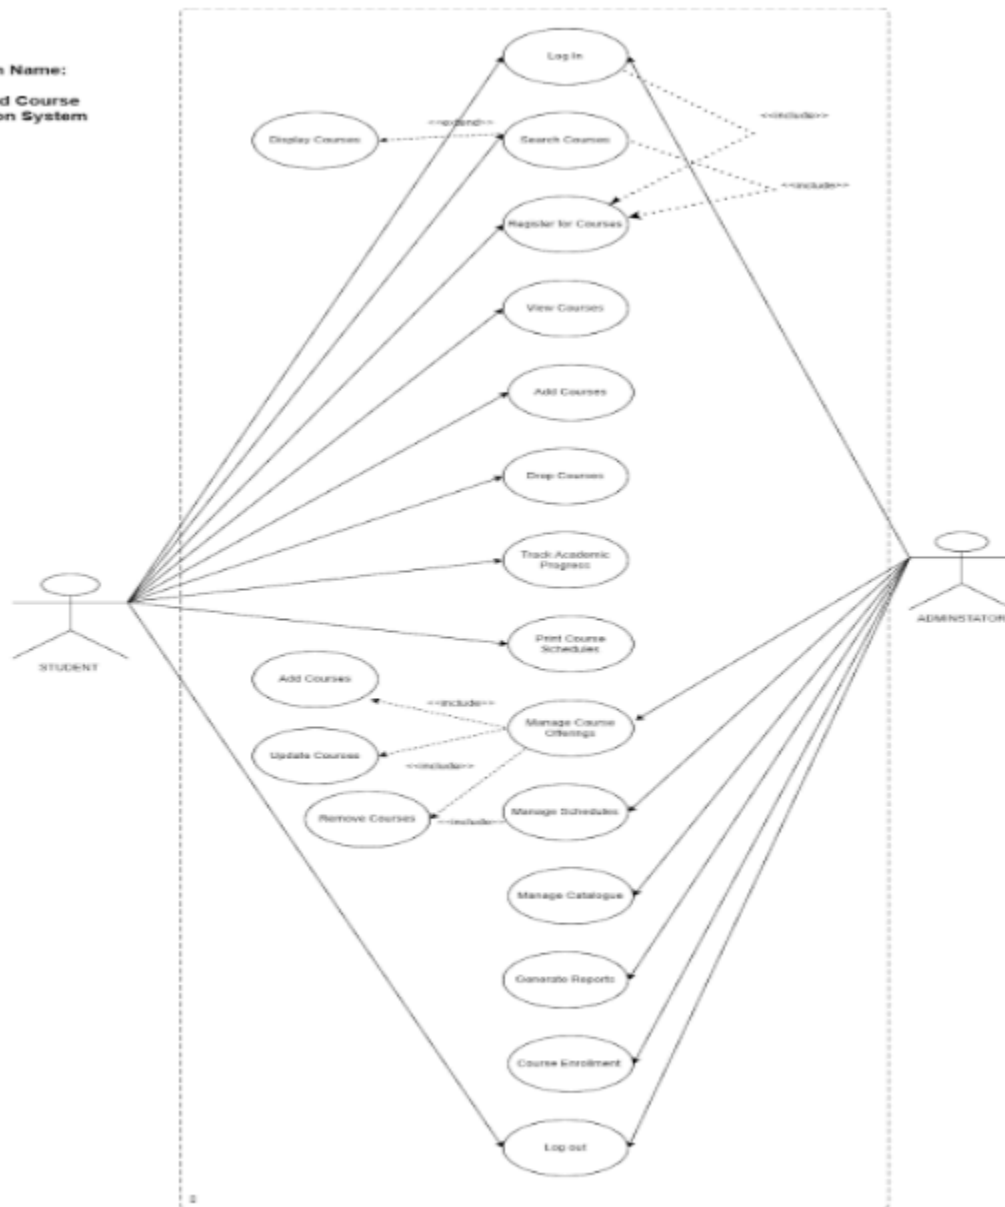 n Name:
d Course
on System
Log In
<<include>>
<<extend>>
Display Courses
Search Courses
<<include>>
Register for Courses
View Courses
Add Courses
Drop Courses
Track Academic
Progress
ADMINSTATOR
Print Course
Schedules
STUDENT
Add Courses
<<include>>
Manage Course
Offerings
Update Courses
<<include>>
Remove Courses
<<include
Manage Schedules
Manage Catalogue
Generate Reports
Course Enrollment
Log out